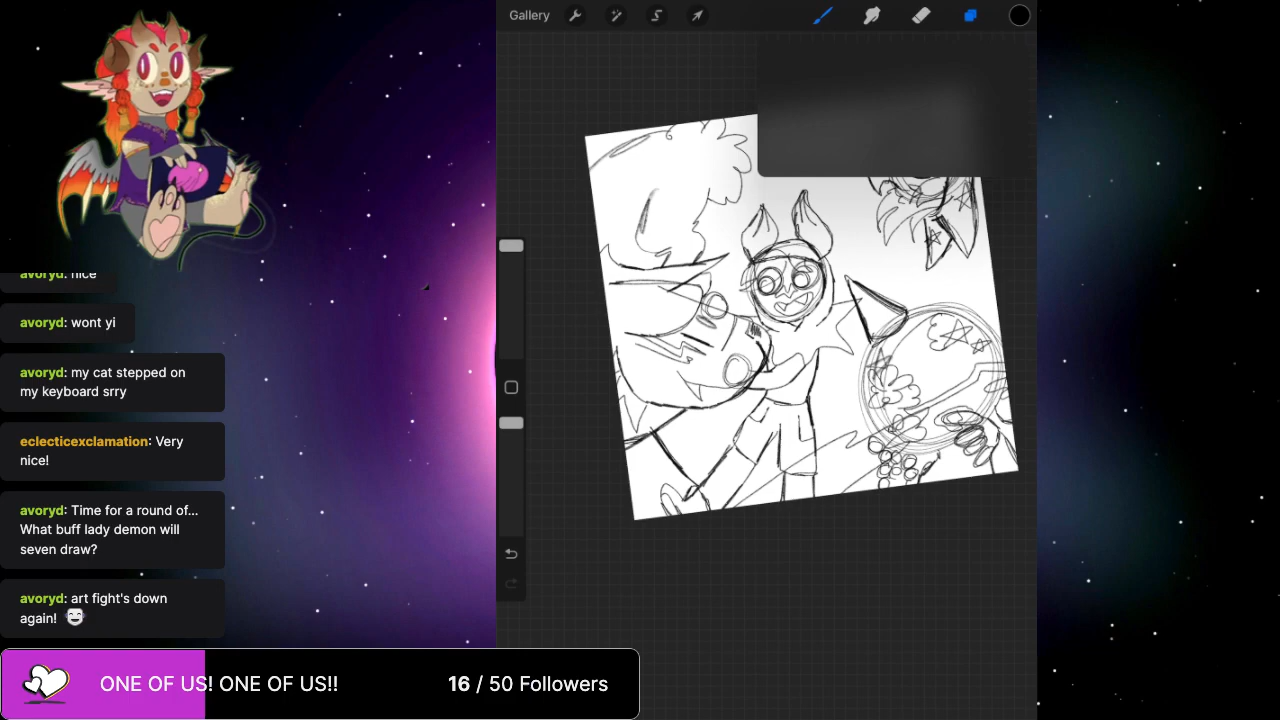 Gallery
avoryd: nice
avoryd: wont yi
avoryd: my cat stepped on
my keyboard srry
eclecticexclamation: Very
nice!
avoryd: Time for a round of...
What buff lady demon will
seven draw?
avoryd: art fight's down
again!
ONE OF US! ONE OF US!!
16 / 50 Followers